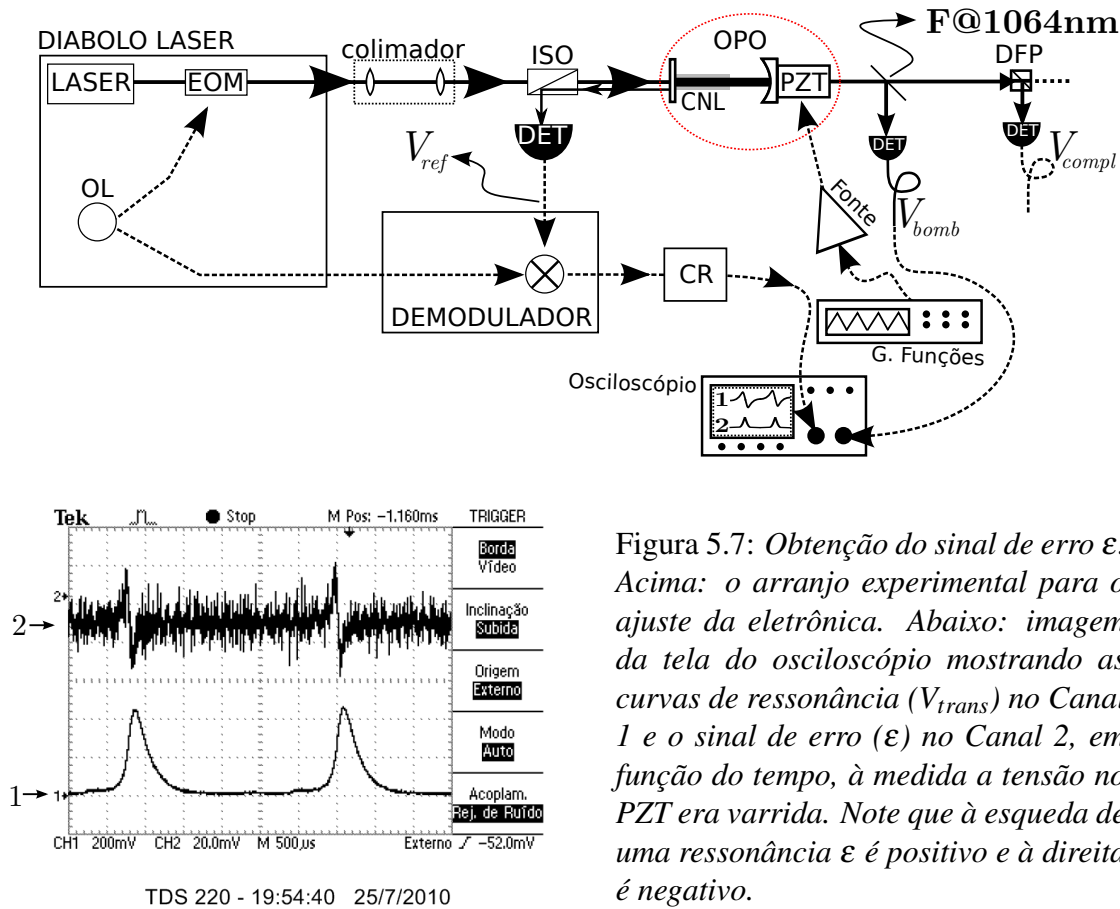 F@1064nm
DIABOLO LASER
colimador
ISO
OPO
DFP
LASER
EOM
PZT
CNL
DET
DET
DET
V_ref
V_compl
OL
Fonte
V_bomb
CR
DEMODULADOR
G. Funções
Osciloscópio
1
2
Tek
Stop
M Pos: -1.160ms
TRIGGER
Borda
Vídeo
2
2
Inclinação
Subida
Origem
Externo
Modo
Auto
1
1
Acoplam.
Rej. de Ruído
CH1 200mV CH2 20.0mV M 500µs Externo -52.0mV
TDS 220 - 19:54:40 25/7/2010
Figura 5.7: Obtenção do sinal de erro ε.
Acima: o arranjo experimental para o
ajuste da eletrônica. Abaixo: imagem
da tela do osciloscópio mostrando as
curvas de ressonância (V_trans) no Canal
1 e o sinal de erro (ε) no Canal 2, em
função do tempo, à medida a tensão no
PZT era varrida. Note que à esqueda de
uma ressonância ε é positivo e à direita
é negativo.